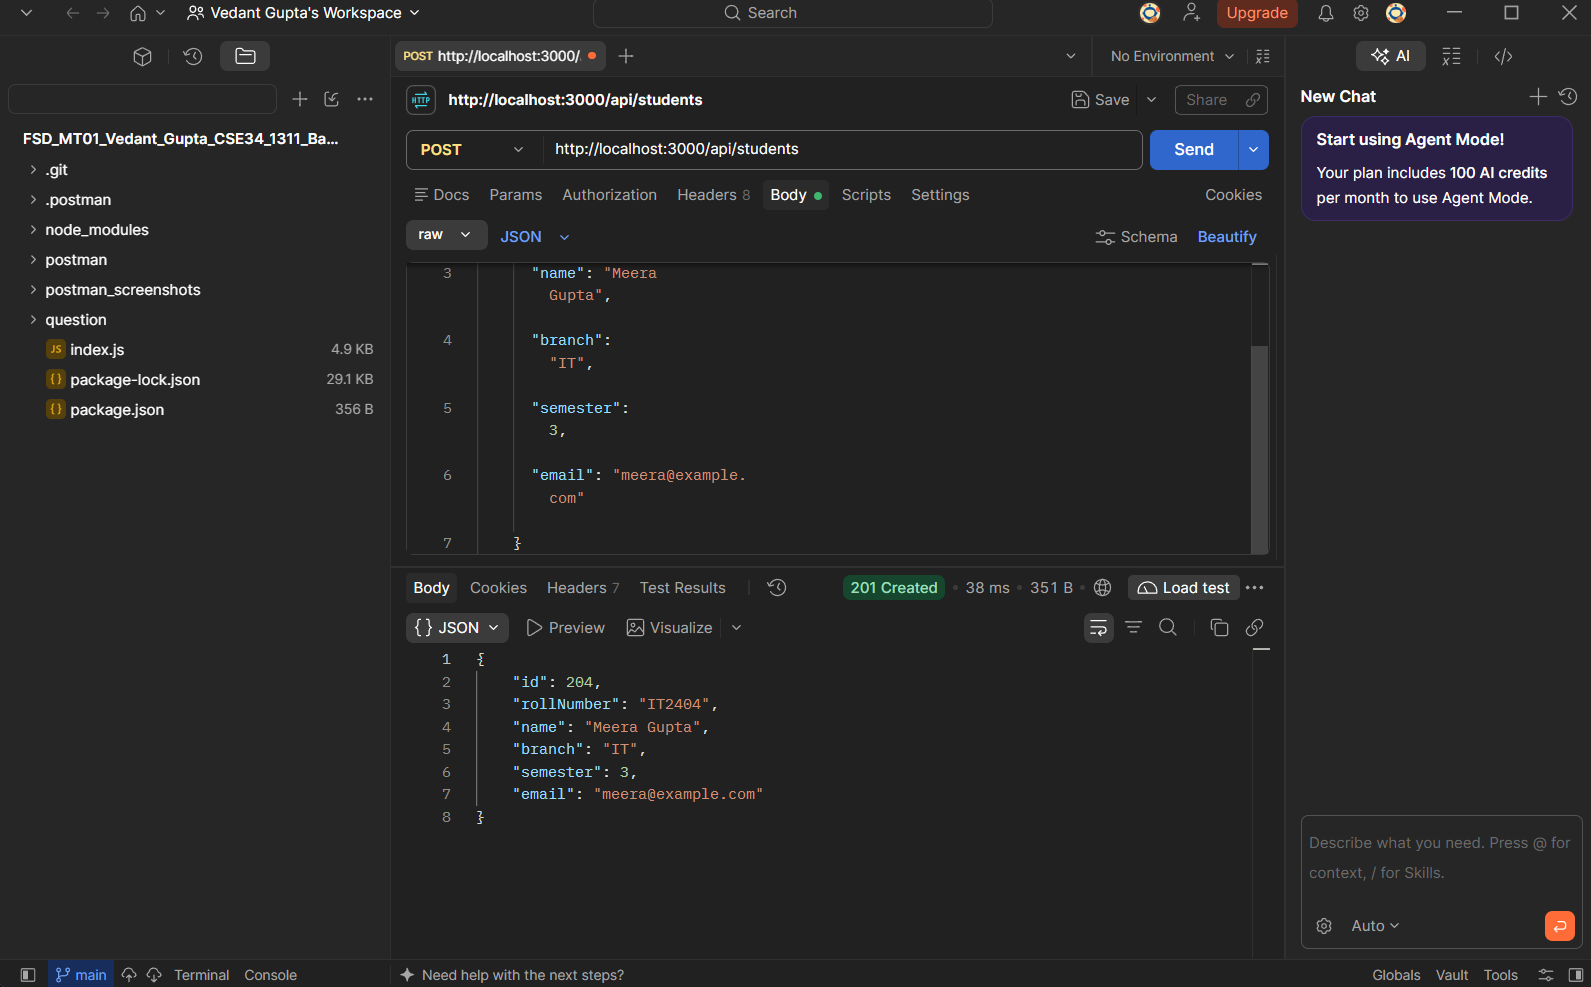 Vedant Gupta's Workspace
Search
Upgrade
POST http://localhost:3000/
No Environment
AI
http://localhost:3000/api/students
Save
Share
New Chat
FSD_MT01_Vedant_Gupta_CSE34_1311_Ba...
.git
.postman
node_modules
postman
postman_screenshots
question
JS index.js 4.9 KB
{} package-lock.json 29.1 KB
{} package.json 356 B
HTTP
POST http://localhost:3000/api/students
Send
Docs Params Authorization Headers 8 Body Scripts Settings Cookies
raw JSON Schema Beautify
3 "name": "Meera
Gupta",
4 "branch":
"IT",
5 "semester":
3,
6 "email": "meera@example.
com"
7 }
Body Cookies Headers 7 Test Results 201 Created • 38 ms • 351 B • Load test
{} JSON Preview Visualize
1 {
2 "id": 204,
3 "rollNumber": "IT2404",
4 "name": "Meera Gupta",
5 "branch": "IT",
6 "semester": 3,
7 "email": "meera@example.com"
8 }
Start using Agent Mode!
Your plan includes 100 AI credits
per month to use Agent Mode.
Describe what you need. Press @ for
context, / for Skills.
Auto
main Terminal Console Need help with the next steps? Globals Vault Tools